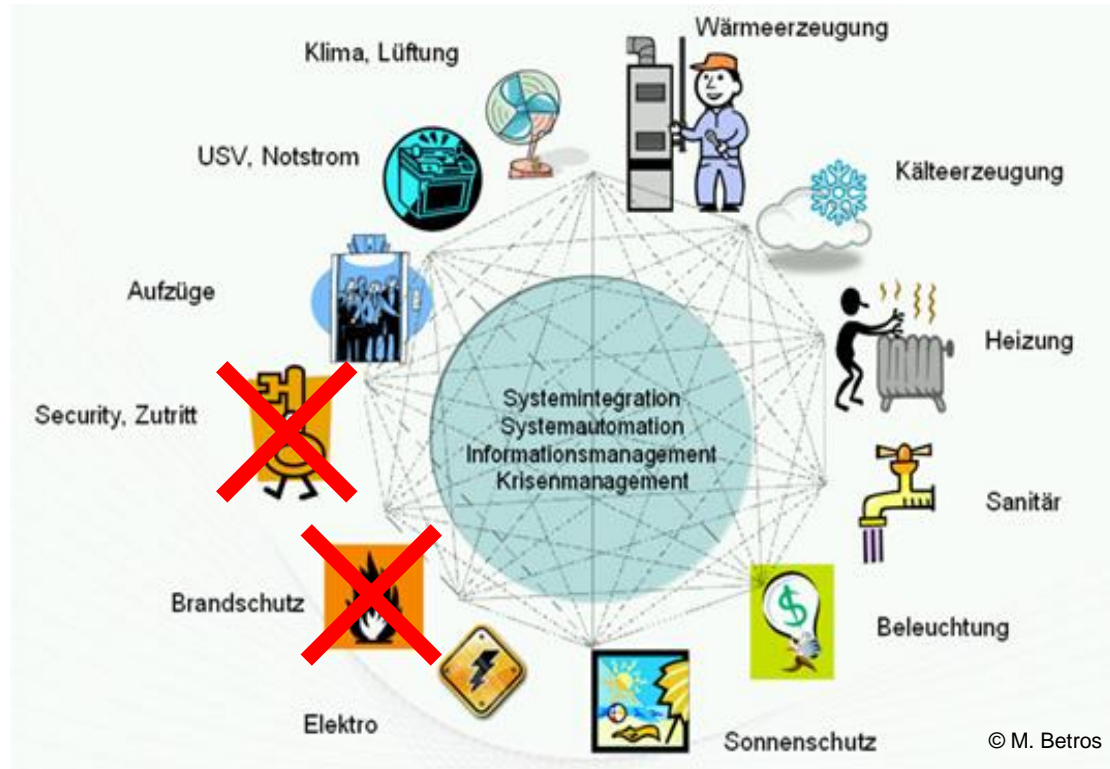 Wärmeerzeugung
Klima, Lüftung
USV, Notstrom
Kälteerzeugung
Aufzüge
Heizung
Security, Zutritt
Systemintegration
Systemautomation
Informationsmanagement
Krisenmanagement
Sanitär
Brandschutz
$
Beleuchtung
Elektro
Sonnenschutz
© M. Betros